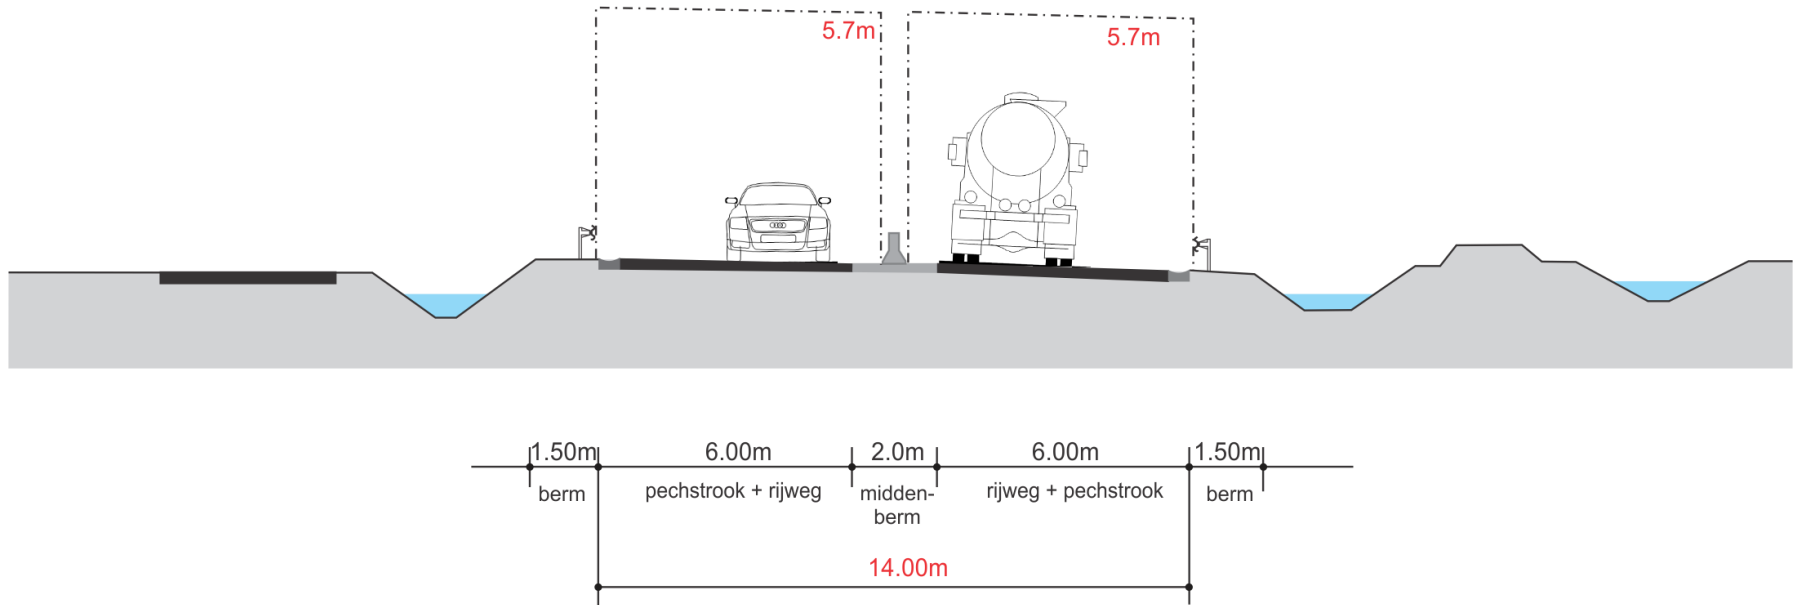 5.7m
5.7m
1.50m
6.00m
2.0m
6.00m
1.50m
berm
pechstrook + rijweg
midden-
berm
rijweg + pechstrook
berm
14.00m